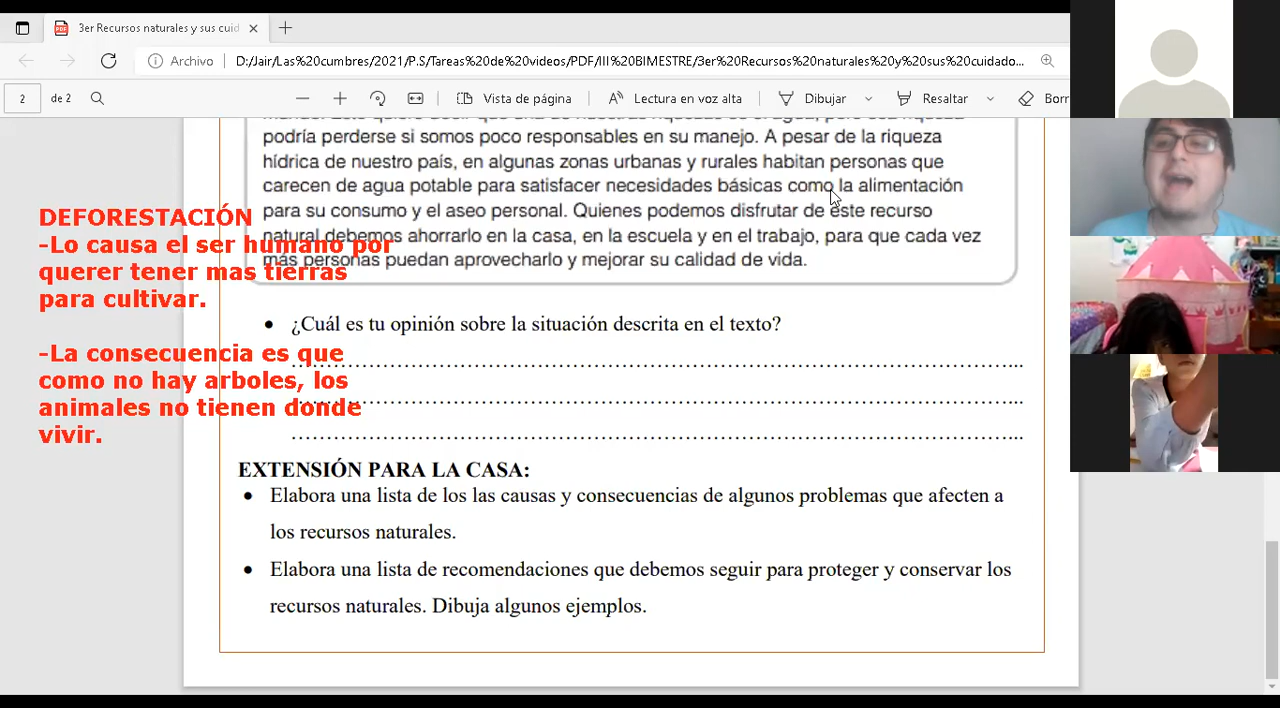 3er Recursos naturales y sus cuid
Archivo
D:/Jair/Las%20cumbres/2021/P.S/Tareas%20de%20videos/PDF/III%20BIMESTRE/3er%20Recursos%20naturales%20y%20sus%20cuidado...
2
de 2
Vista de página
Lectura en voz alta
Dibujar
Resaltar
Borr
podría perderse si somos poco responsables en su manejo. A pesar de la riqueza
hídrica de nuestro país, en algunas zonas urbanas y rurales habitan personas que
carecen de agua potable para satisfacer necesidades básicas como la alimentación
para su consumo y el aseo personal. Quienes podemos disfrutar de este recurso
natural debemos ahorrarlo en la casa, en la escuela y en el trabajo, para que cada vez
más personas puedan aprovecharlo y mejorar su calidad de vida.
DEFORESTACIÓN
-Lo causa el ser humano por
querer tener mas tierras
para cultivar.
-La consecuencia es que
como no hay arboles, los
animales no tienen donde
vivir.
• ¿Cuál es tu opinión sobre la situación descrita en el texto?
EXTENSIÓN PARA LA CASA:
• Elabora una lista de los las causas y consecuencias de algunos problemas que afecten a
los recursos naturales.
• Elabora una lista de recomendaciones que debemos seguir para proteger y conservar los
recursos naturales. Dibuja algunos ejemplos.